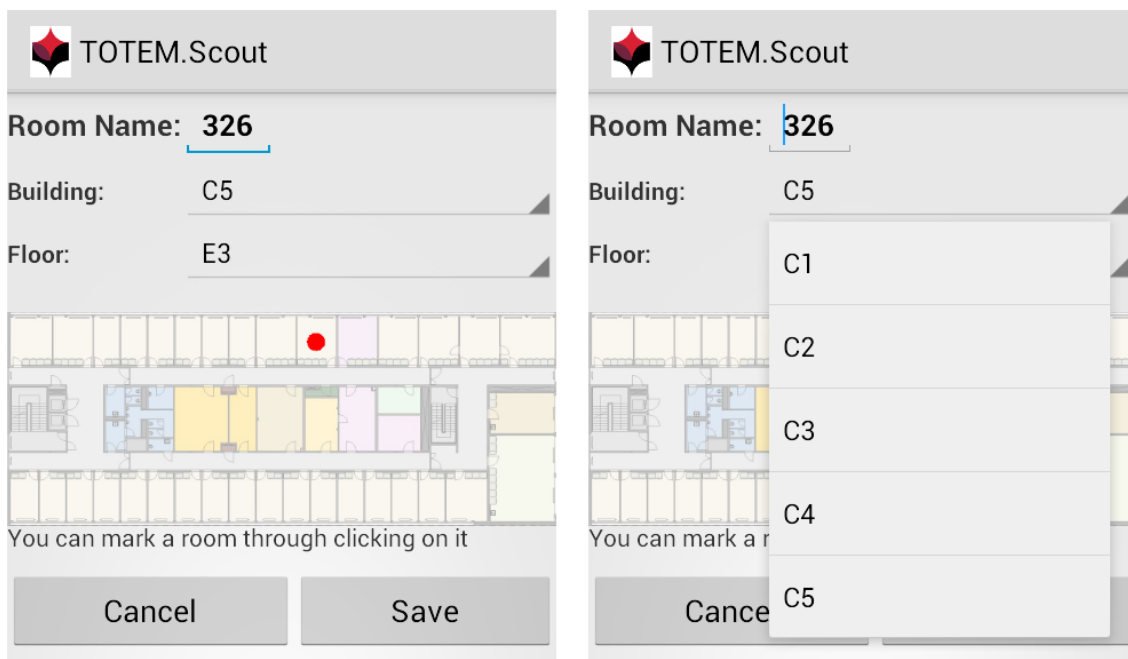 TOTEM.Scout
Room Name: 326
Building: C5
Floor: E3
You can mark a room through clicking on it
Cancel Save
TOTEM.Scout
Room Name: 326
Building: C5
Floor:
C1
C2
C3
C4
C5
You can mark a r
Cance